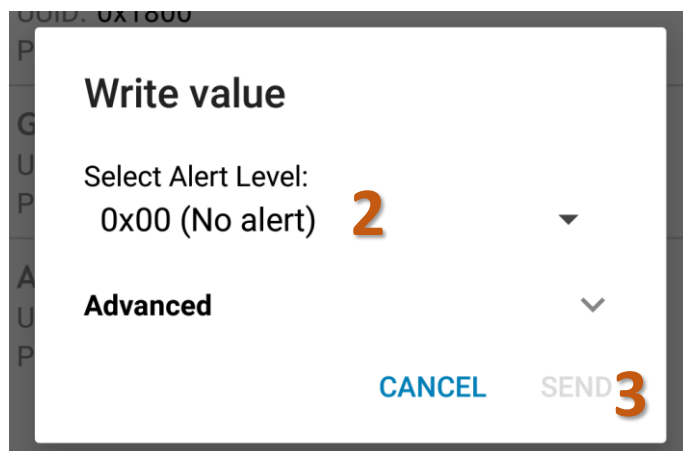 UUID: 0x1800
P
Write value
G
U
Select Alert Level:
P
0x00 (No alert) 2
A
Advanced
U
P
CANCEL SEND 3